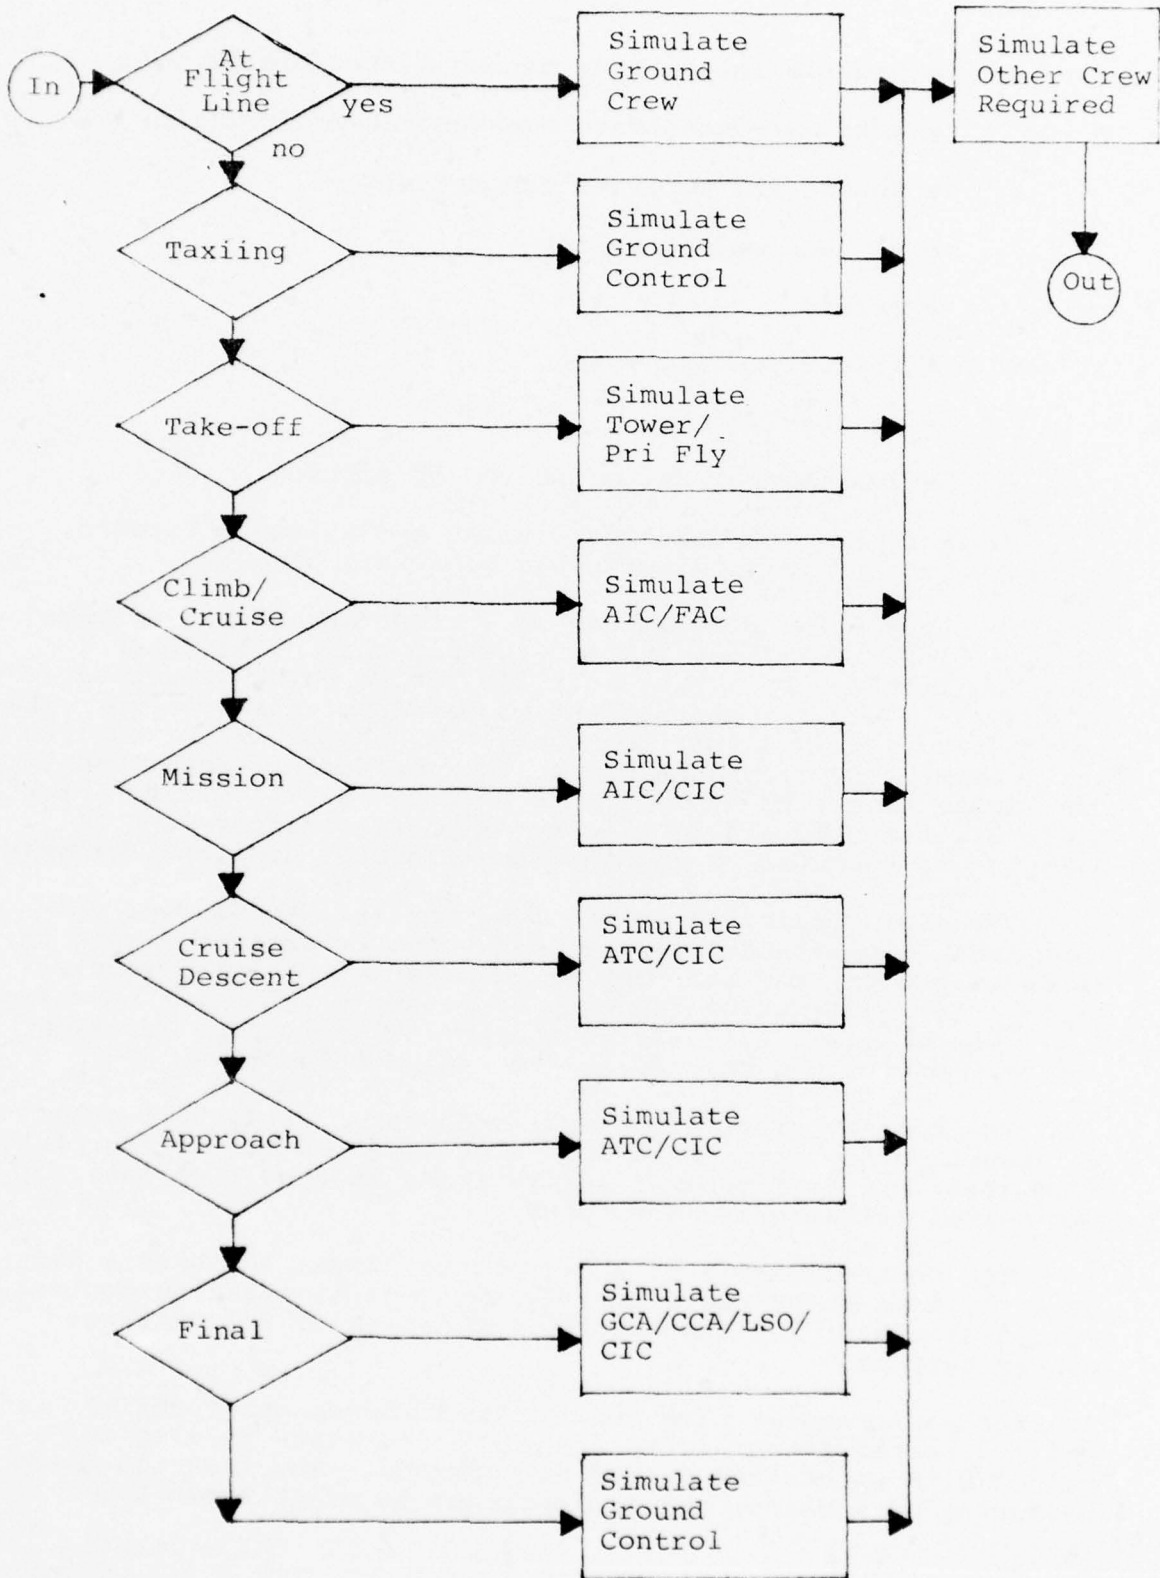 In
At
Flight
Line
yes
no
Simulate
Ground
Crew
Simulate
Other Crew
Required
Out
Taxiing
Simulate
Ground
Control
Take-off
Simulate
Tower/
Pri Fly
Climb/
Cruise
Simulate
AIC/FAC
Mission
Simulate
AIC/CIC
Cruise
Descent
Simulate
ATC/CIC
Approach
Simulate
ATC/CIC
Final
Simulate
GCA/CCA/LSO/
CIC
Simulate
Ground
Control